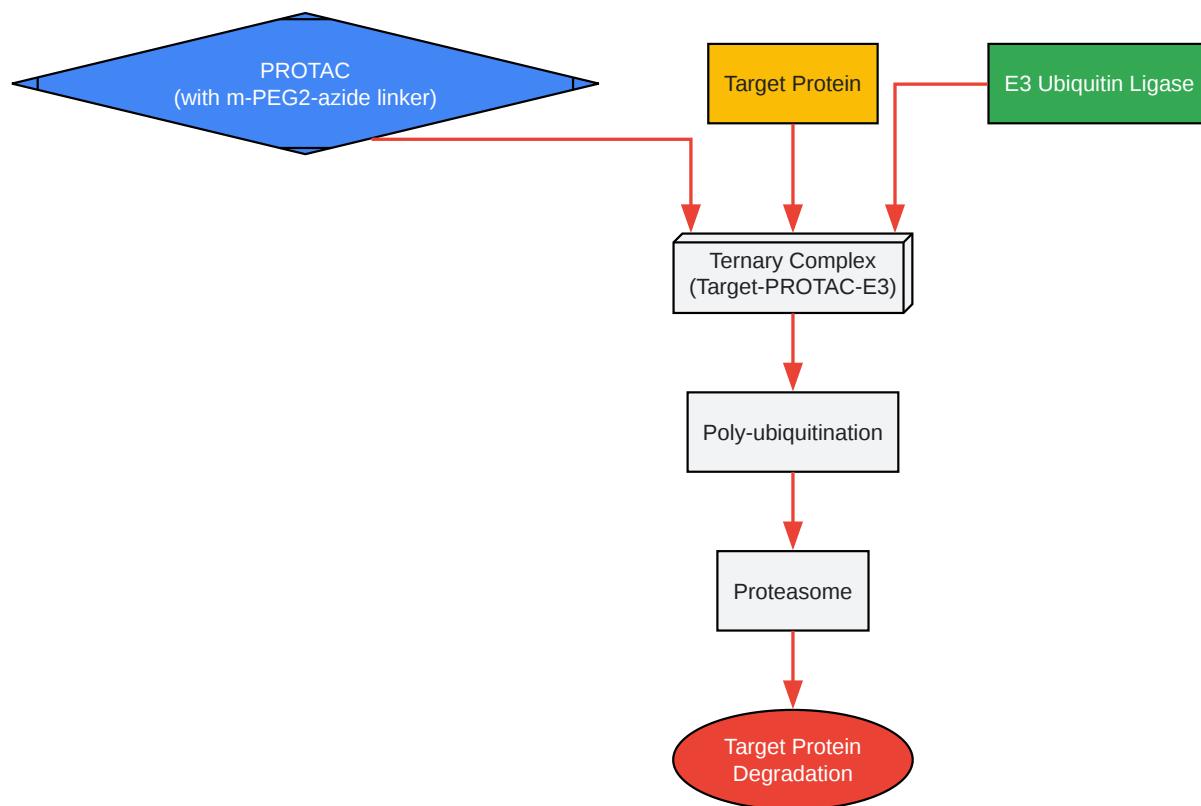 PROTAC
(with m-PEG2-azide linker)
Target Protein
E3 Ubiquitin Ligase
Ternary Complex
(Target-PROTAC-E3)
Poly-ubiquitination
Proteasome
Target Protein
Degradation